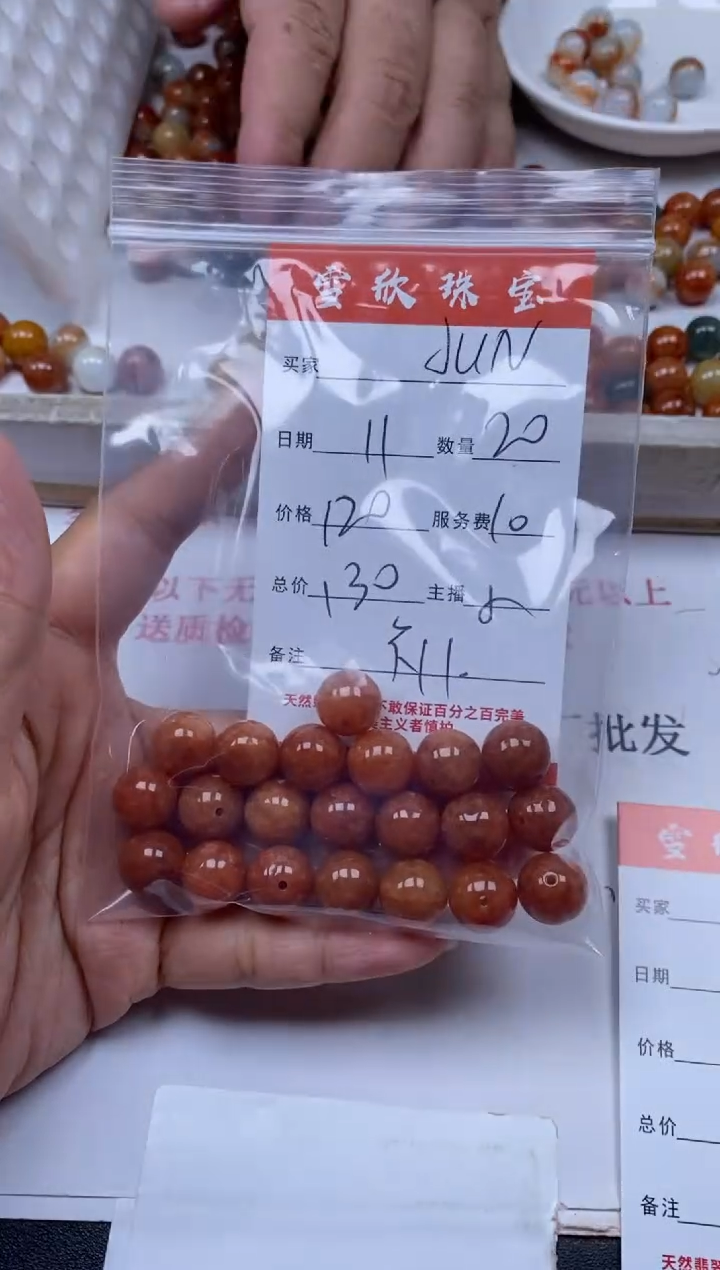 雪欣珠宝
买家 JUN
日期 11 数量 20
价格 120 服务费 10
总价 130 主播
备注
不敢保证百分之百完美
主义者慎拍
以下无
送质检
元以上
批发
买家
日期
价格
总价
备注
天然翡翠